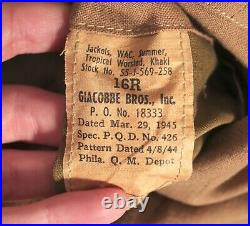 Jackets, WAC, Summer,
Tropical Worsted, Khaki
Stock No. 55-J-569-258
16R
GIACOBBE BROS., Inc.
P. O. No. 18333
Dated Mar. 29, 1945
Spec. P.Q.D. No. 426
Pattern Dated 4/8/44
Phila. Q. M. Depot